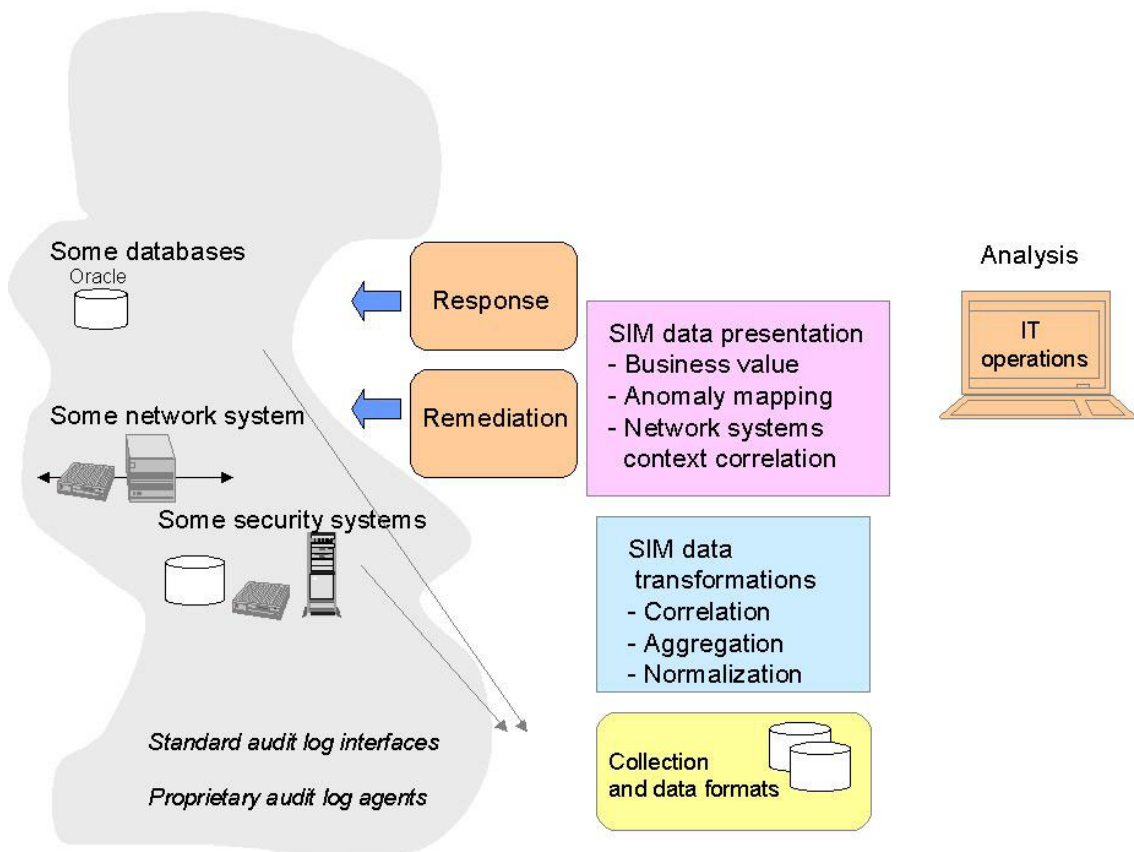 Some databases
Oracle
Some network system
Some security systems
Standard audit log interfaces
Proprietary audit log agents
Response
Remediation
SIM data presentation
- Business value
- Anomaly mapping
- Network systems
context correlation
SIM data
transformations
- Correlation
- Aggregation
- Normalization
Collection
and data formats
Analysis
IT
operations